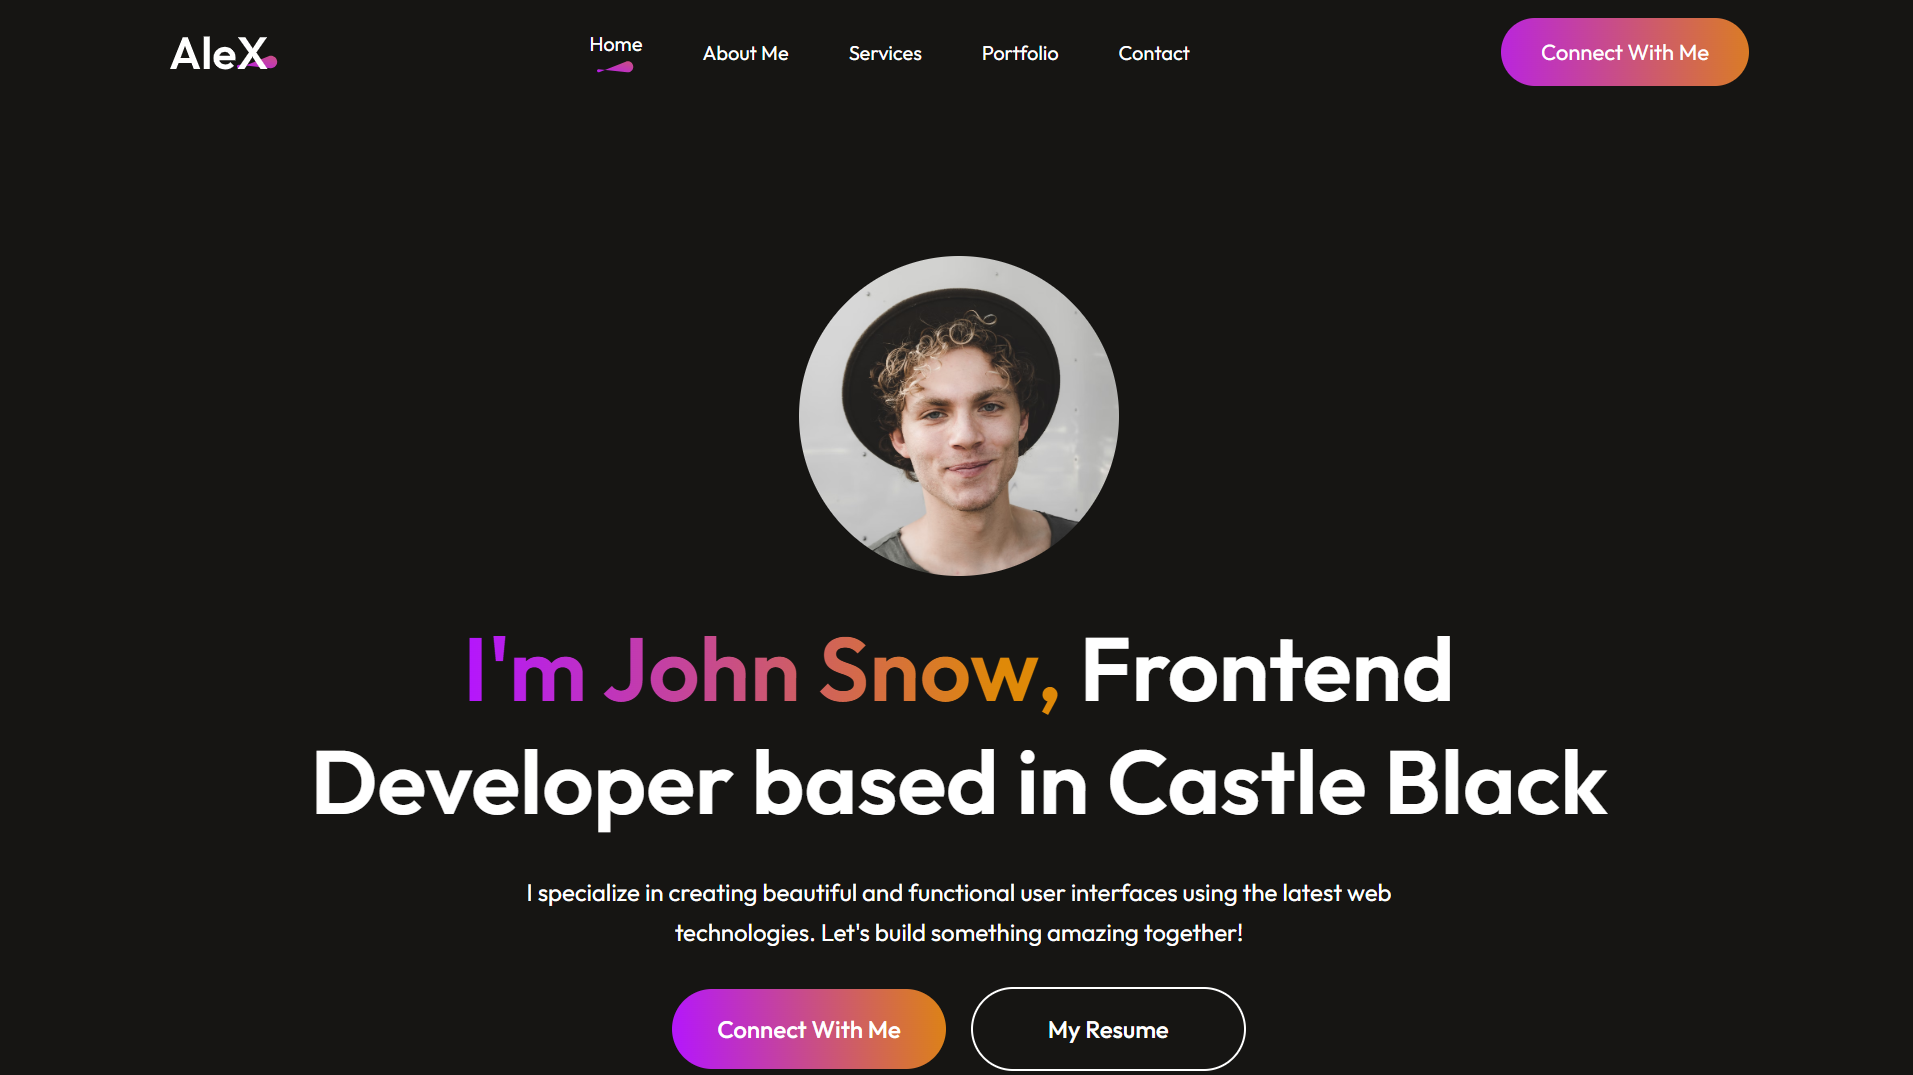 AleX
Home
About Me
Services
Portfolio
Contact
Connect With Me
I'm John Snow, Frontend
Developer based in Castle Black
I specialize in creating beautiful and functional user interfaces using the latest web
technologies. Let's build something amazing together!
Connect With Me
My Resume